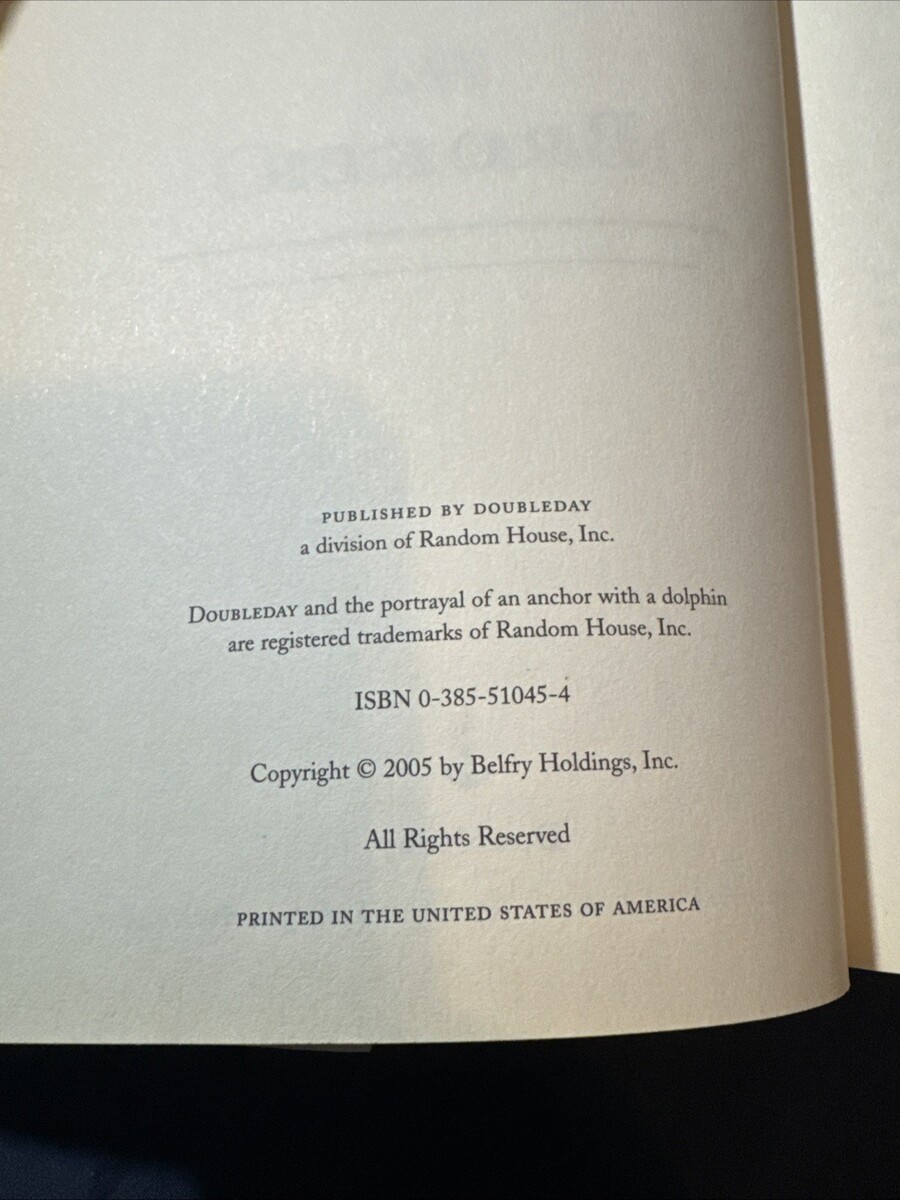 PUBLISHED BY DOUBLEDAY
a division of Random House, Inc.
DOUBLEDAY and the portrayal of an anchor with a dolphin
are registered trademarks of Random House, Inc.
ISBN 0-385-51045-4
Copyright © 2005 by Belfry Holdings, Inc.
All Rights Reserved
PRINTED IN THE UNITED STATES OF AMERICA